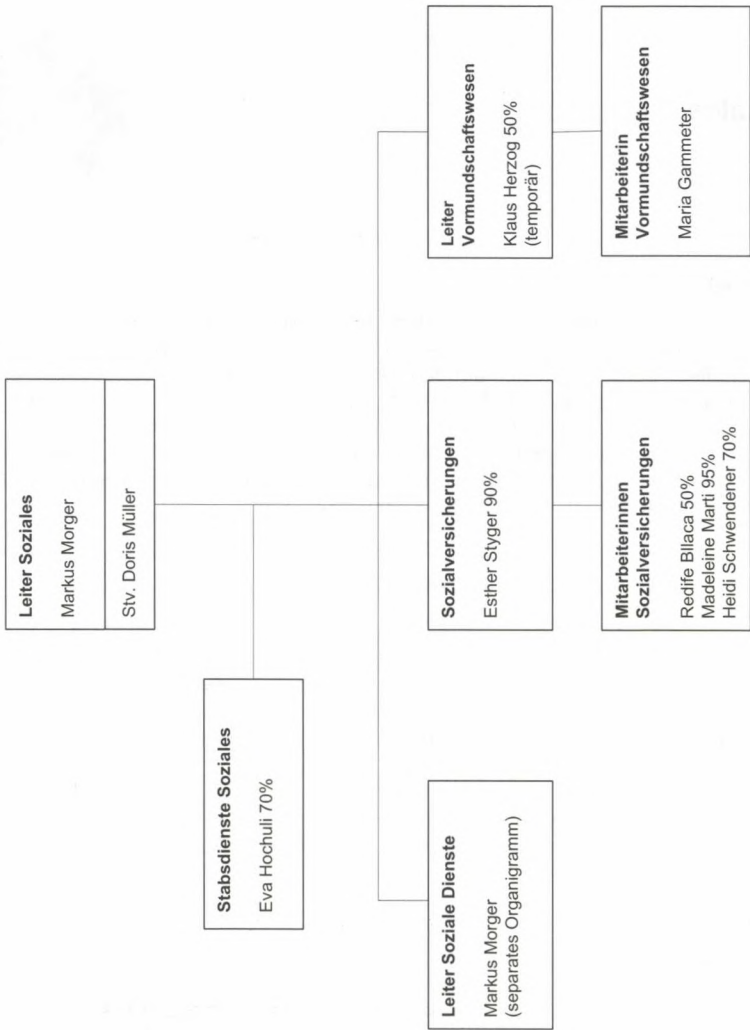 Leiter Soziales
Markus Morger
Stv. Doris Müller
Stabsdienste Soziales
Eva Hochuli 70%
Leiter Soziale Dienste
Markus Morger
(separates Organigramm)
Sozialversicherungen
Esther Styger 90%
Leiter
Vormundschaftswesen
Klaus Herzog 50%
(temporär)
Mitarbeiterinnen
Sozialversicherungen
Redife Bllaca 50%
Madeleine Marti 95%
Heidi Schwendener 70%
Mitarbeiterin
Vormundschaftswesen
Maria Gammeter